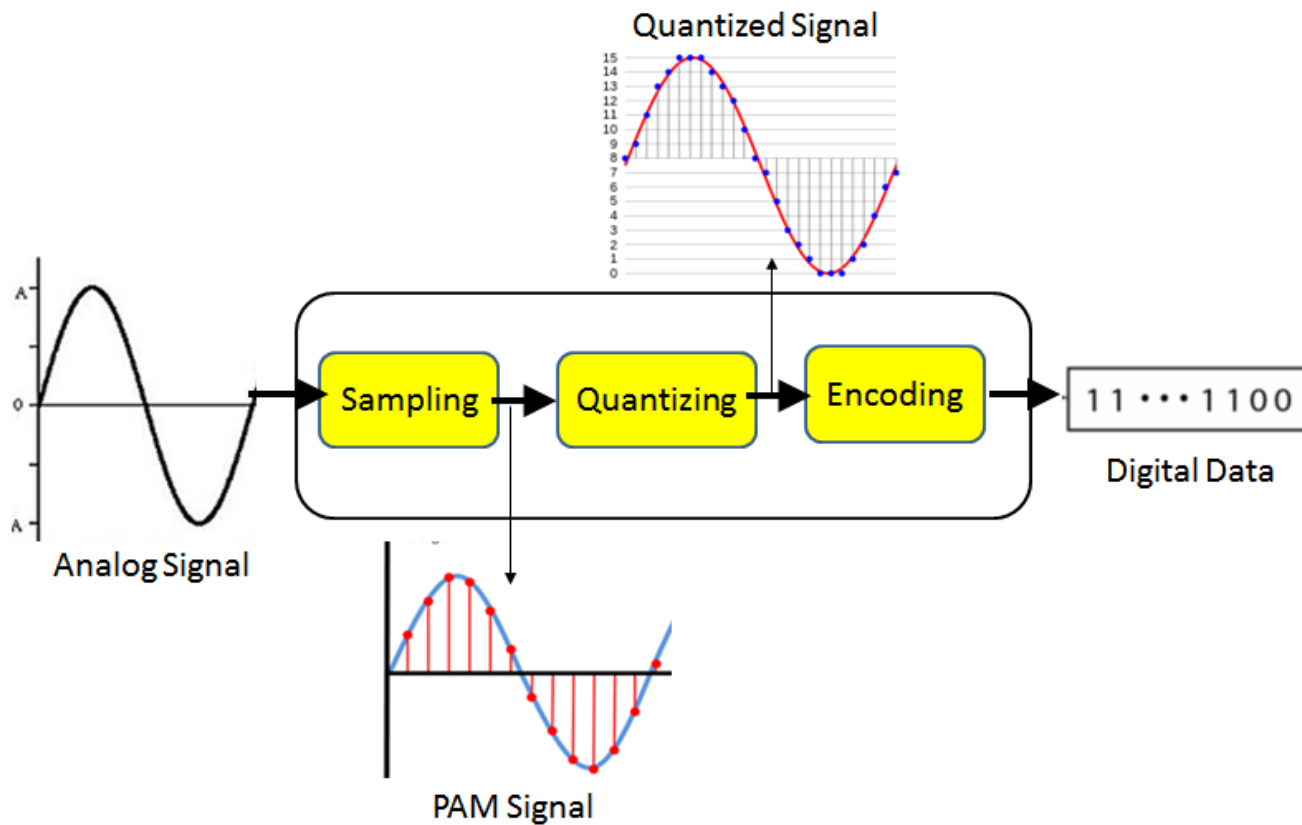 Quantized Signal
15
14
13
12
11
10
9
8
7
6
5
4
3
2
1
0
A
0
A
Sampling
Quantizing
Encoding
11 ··· 1100
Digital Data
Analog Signal
PAM Signal